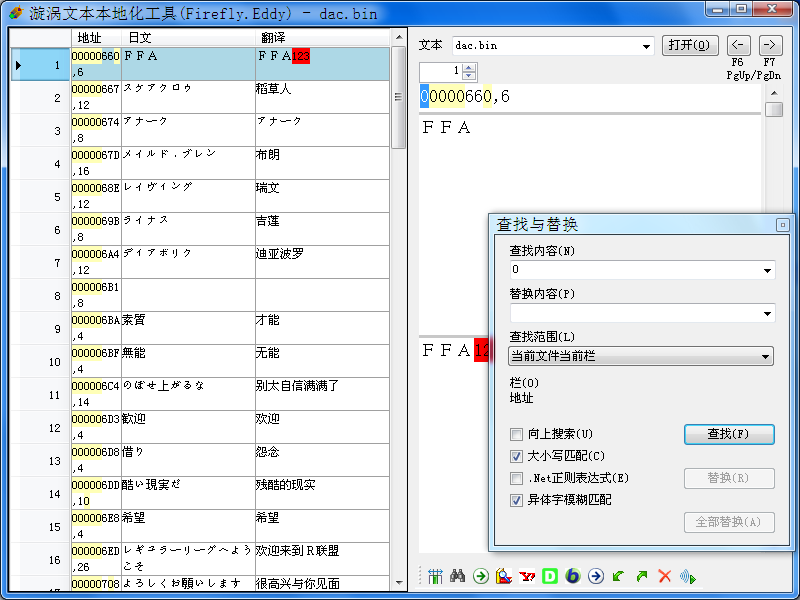 漩涡文本本地化工具(Firefly.Eddy) - dac.bin
地址 日文 翻译
1 00000660,6 ＦＦＡ ＦＦＡ123
2 00000667,12 スケアクロウ 稻草人
3 00000674,8 アナーク アナーク
4 0000067D,16 メイルド．ブレン 布朗
5 0000068E,12 レイヴィング 瑞文
6 0000069B,8 ライナス 吉莲
7 000006A4,12 デイアポリク 迪亚波罗
8 000006B1,8
9 000006BA,4 素質 才能
10 000006BF,4 無能 无能
11 000006C4,14 のぼせ上がるな 别太自信满满了
12 000006D3,4 歓迎 欢迎
13 000006D8,4 借り 怨念
14 000006DD,10 酷い現実だ 残酷的现实
15 000006E8,4 希望 希望
16 000006ED,26 レギュラーリーグへようこそ 欢迎来到Ｒ联盟
00000708 よろしくお願いします 很高兴与你见面
文本 dac.bin 打开(O) <- ->
1 F6 F7
PgUp/PgDn
00000660,6
ＦＦＡ
ＦＦＡ12
查找与替换
查找内容(N)
0
替换内容(P)
查找范围(L)
当前文件当前栏
栏(O)
地址
向上搜索(U) 查找(F)
大小写匹配(C)
.Net正则表达式(E) 替换(R)
异体字模糊匹配
全部替换(A)